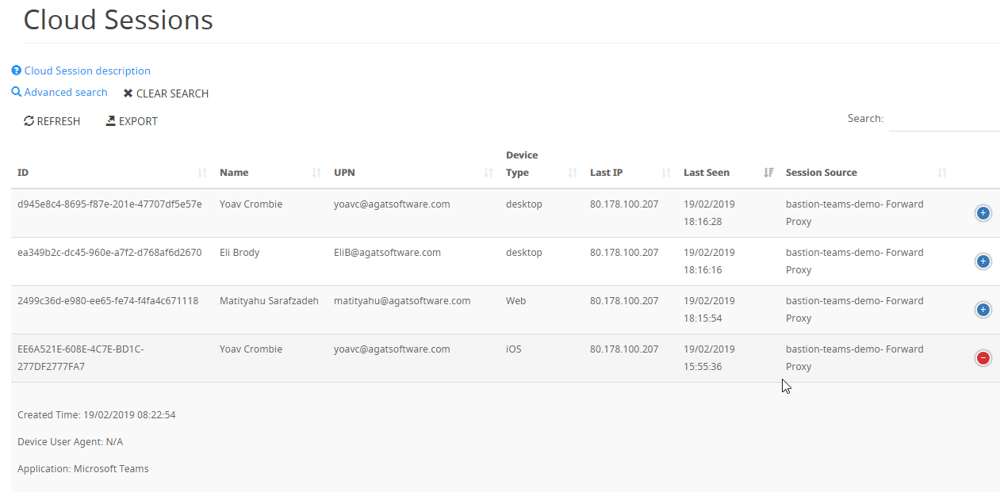 Cloud Sessions
Cloud Session description
Advanced search CLEAR SEARCH
REFRESH EXPORT Search:
ID Name UPN Device Type Last IP Last Seen Session Source
d945e8c4-8695-f87e-201e-47707df5e57e Yoav Crombie yoavc@agatsoftware.com desktop 80.178.100.207 19/02/2019 bastion-teams-demo- Forward
18:16:28 Proxy
ea349b2c-dc45-960e-a7f2-d768af6d2670 Eli Brody EliB@agatsoftware.com desktop 80.178.100.207 19/02/2019 bastion-teams-demo- Forward
18:16:16 Proxy
2499c36d-e980-ee65-fe74-f4fa4c671118 Matityahu Sarafzadeh matityahu@agatsoftware.com Web 80.178.100.207 19/02/2019 bastion-teams-demo- Forward
18:15:54 Proxy
EE6A521E-608E-4C7E-BD1C- Yoav Crombie yoavc@agatsoftware.com iOS 80.178.100.207 19/02/2019 bastion-teams-demo- Forward
277DF2777FA7 15:55:36 Proxy
Created Time: 19/02/2019 08:22:54
Device User Agent: N/A
Application: Microsoft Teams